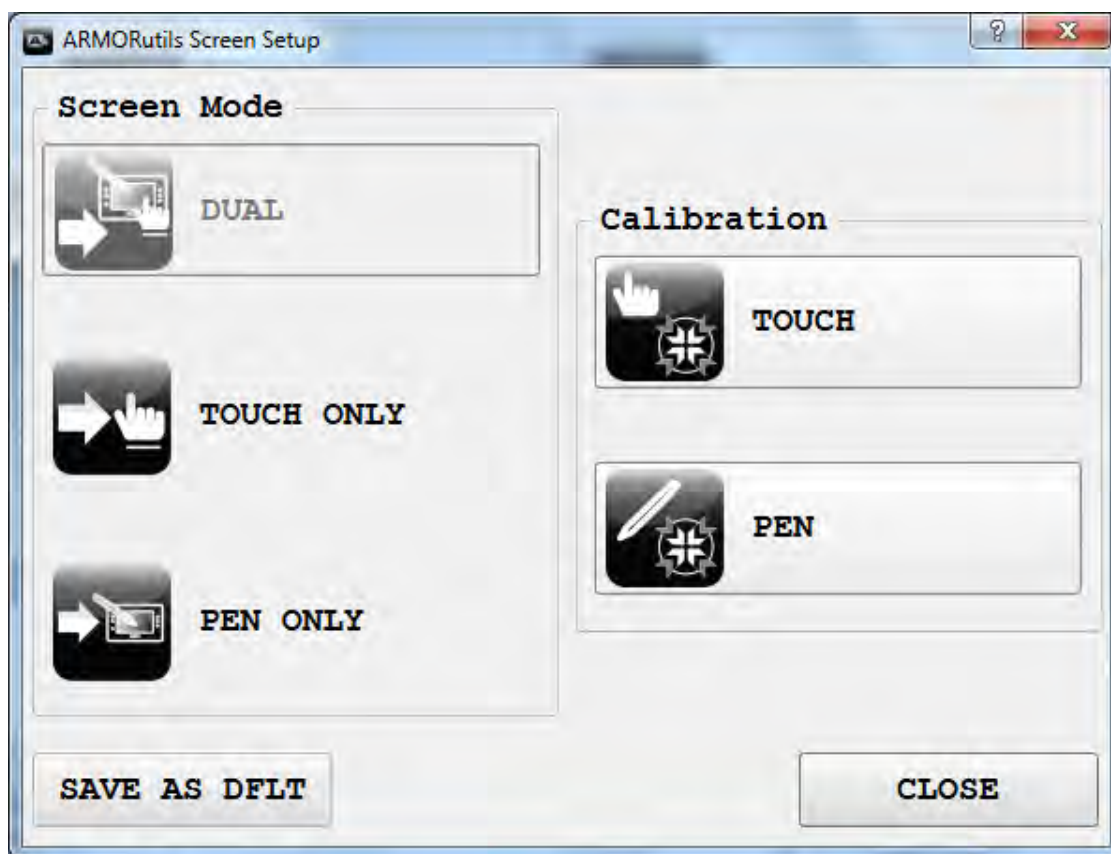 ARMORutils Screen Setup
Screen Mode
DUAL
TOUCH ONLY
PEN ONLY
Calibration
TOUCH
PEN
SAVE AS DFLT
CLOSE